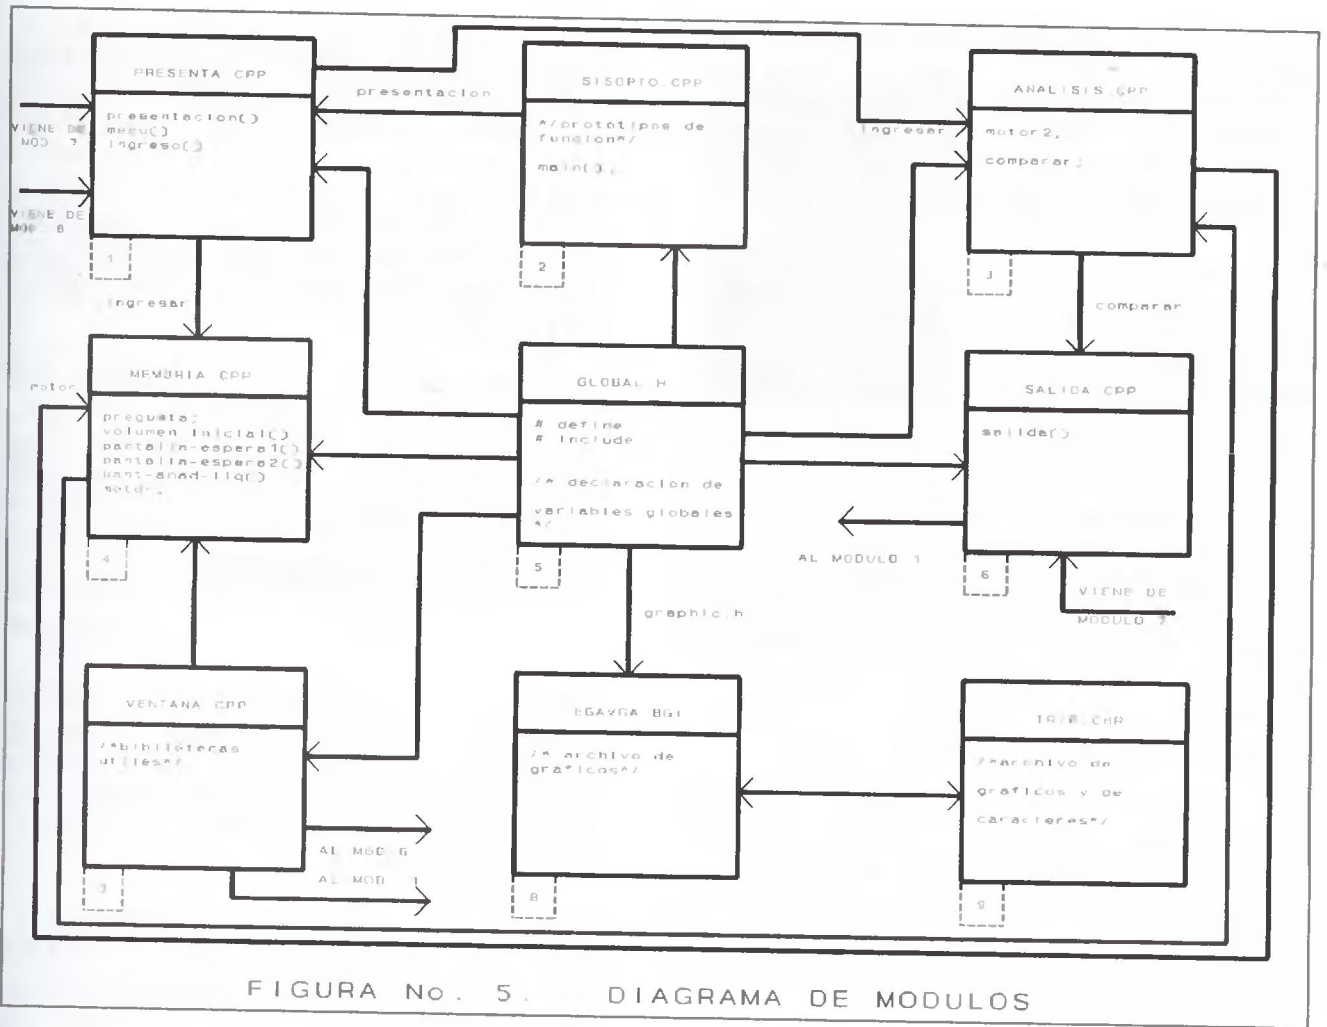 PRESENTA CPP
presentacion()
menu()
ingreso()
VIENE DE
MOD 7
VIENE DE
MOD 6
1
presentacion
SISOPTO.CPP
*/prototipos de
funcion*/
main(),
2
ingresar
ANALISIS.CPP
motor2,
comparar;
3
ingresar
comparar
motor
MEMORIA CPP
pregunta;
volumen inicial()
pantalla-espera1()
pantalla-espera2()
motor,
4
GLOBAL H
# define
# include
/* declaracion de
variables globales
*/
5
SALIDA CPP
salida()
AL MODULO 1
6
VIENE DE
MODULO 7
graphic.h
VENTANA CPP
/*bibliotecas
utiles*/
AL MOD 6
AL MOD 1
EGAVGA BGI
/* archivo de
graficos*/
8
CHR
/*archivo de
graficos y de
caracteres*/
9
FIGURA No. 5. DIAGRAMA DE MODULOS